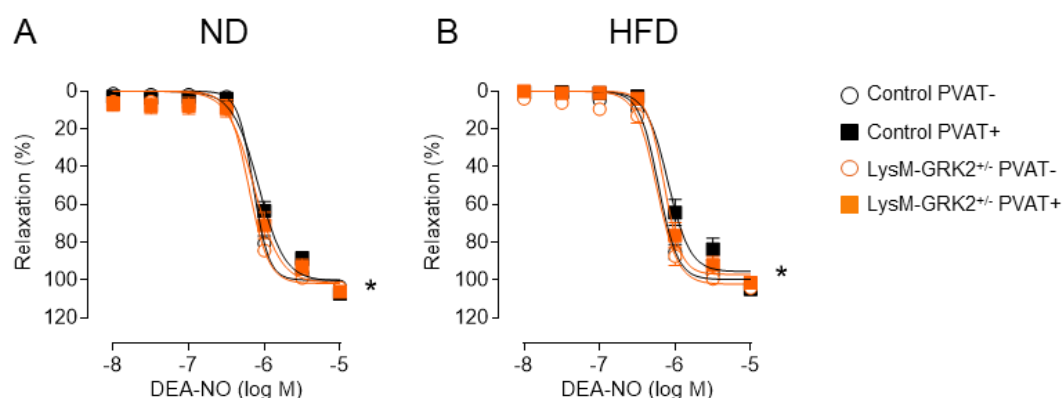 A ND B HFD
Relaxation (%)
0
20
40
60
80
100
120
*
-8 -7 -6 -5
DEA-NO (log M)
Relaxation (%)
0
20
40
60
80
100
120
*
-8 -7 -6 -5
DEA-NO (log M)
Control PVAT-
Control PVAT+
LysM-GRK2+/- PVAT-
LysM-GRK2+/- PVAT+